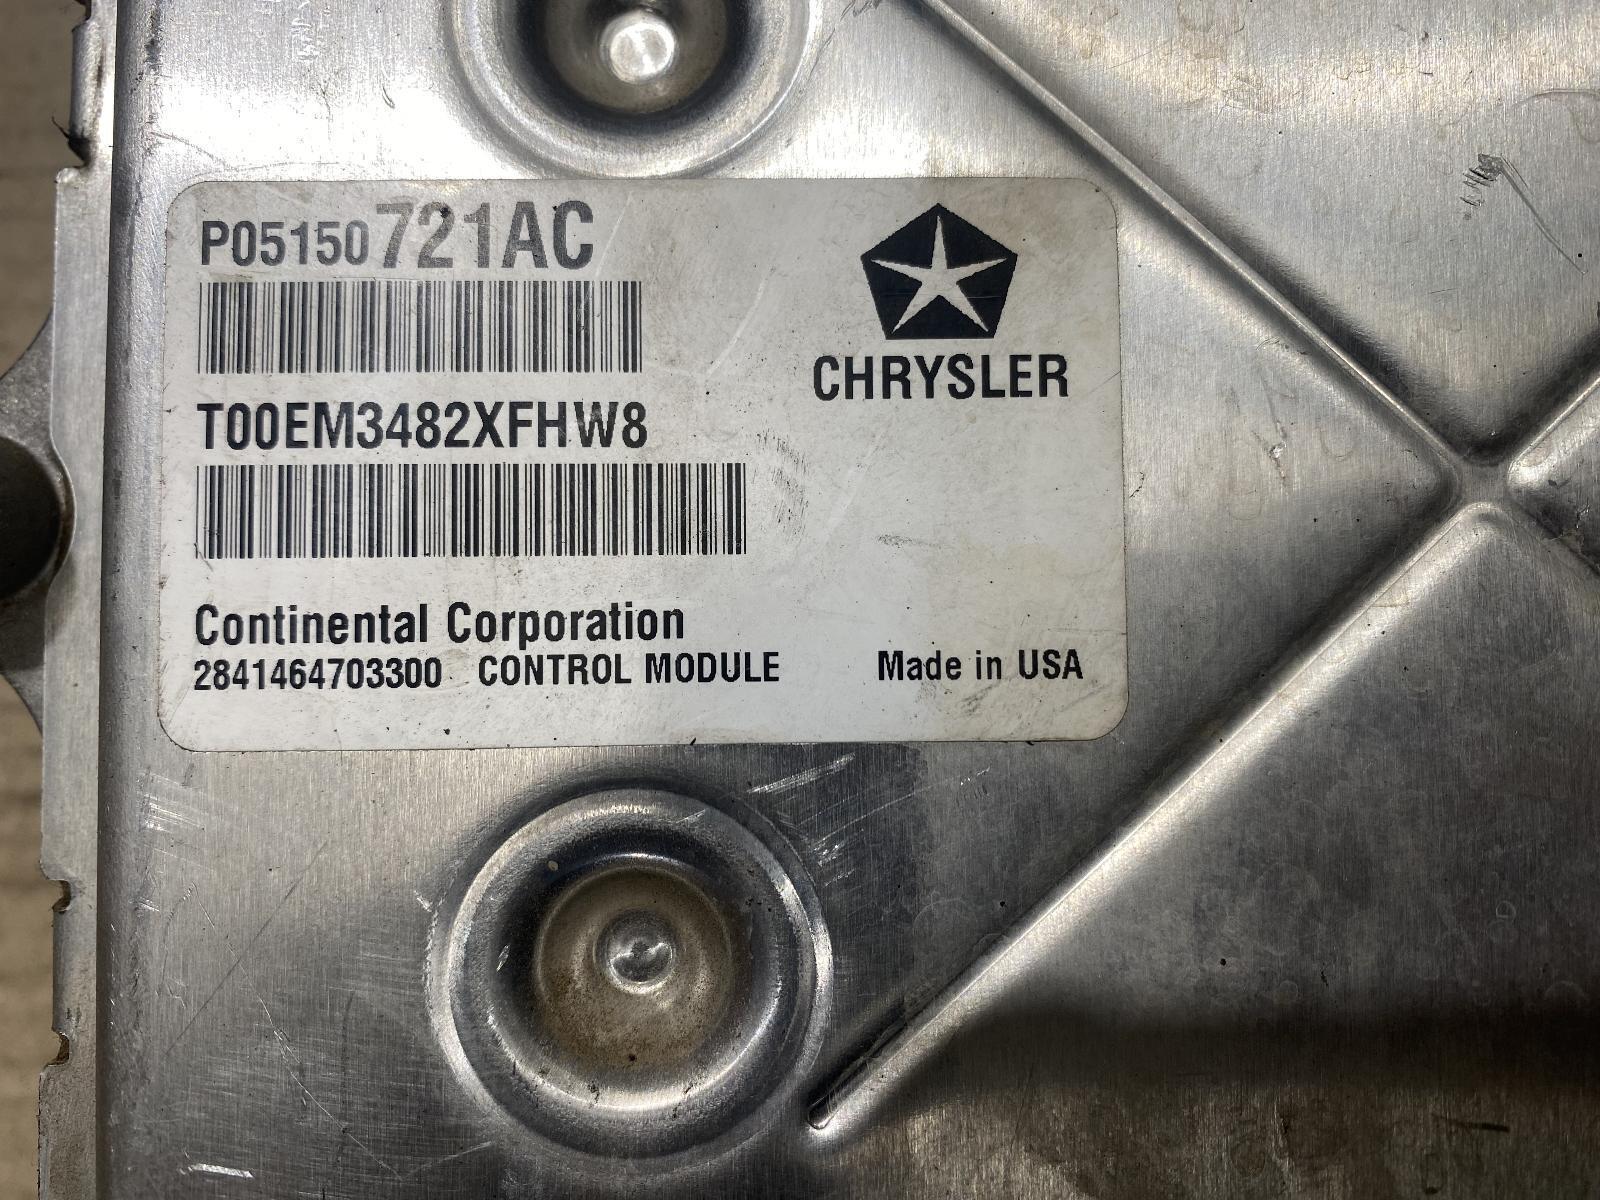 P05150721AC
CHRYSLER
T00EM3482XFHW8
Continental Corporation
2841464703300 CONTROL MODULE Made in USA